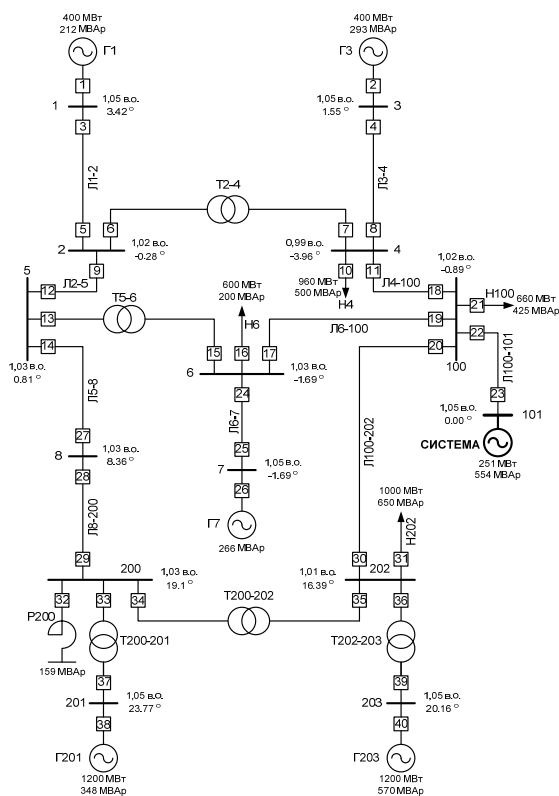 400 МВт
212 МВАр
Г1
400 МВт
293 МВАр
Г3
1
2
1
1,05 в.о.
3.42 °
1,05 в.о.
1.55 °
3
3
4
Л1-2
Л3-4
Т2-4
5
6
7
8
2
1,02 в.о.
-0.28 °
0,99 в.о.
-3.96 °
4
9
10
11
Л2-5
960 МВт
500 МВАр
Н4
Л4-100
1,02 в.о.
-0.89 °
5
12
13
14
Т5-6
600 МВт
200 МВАр
Н6
18
19
20
21
22
Н100
660 МВт
425 МВАр
Л6-100
15
16
17
1,03 в.о.
0.81 °
6
1,03 в.о.
-1.69 °
100
Л100-101
Л5-8
24
Л6-7
23
1,05 в.о.
0.00 °
101
СИСТЕМА
251 МВт
554 МВАр
27
8
1,03 в.о.
8.36 °
28
25
7
1,05 в.о.
-1.69 °
26
Г7
266 МВАр
Л100-202
Л8-200
1000 МВт
650 МВАр
Н202
29
30
31
200
1,03 в.о.
19.1 °
1,01 в.о.
16.39 °
202
32
33
34
35
36
Р200
Т200-202
159 МВАр
Т200-201
Т202-203
37
39
201
1,05 в.о.
23.77 °
203
1,05 в.о.
20.16 °
38
40
Г201
Г203
1200 МВт
348 МВАр
1200 МВт
570 МВАр